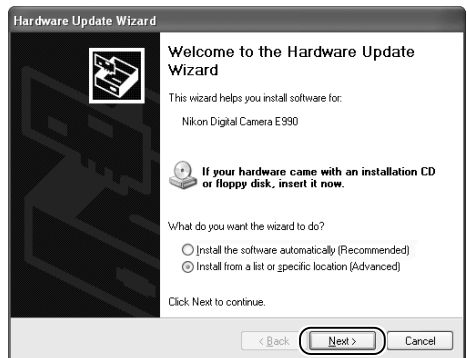 Hardware Update Wizard
Welcome to the Hardware Update
Wizard
This wizard helps you install software for:
Nikon Digital Camera E990
If your hardware came with an installation CD
or floppy disk, insert it now.
What do you want the wizard to do?
Install the software automatically (Recommended)
Install from a list or specific location (Advanced)
Click Next to continue.
< Back Next > Cancel